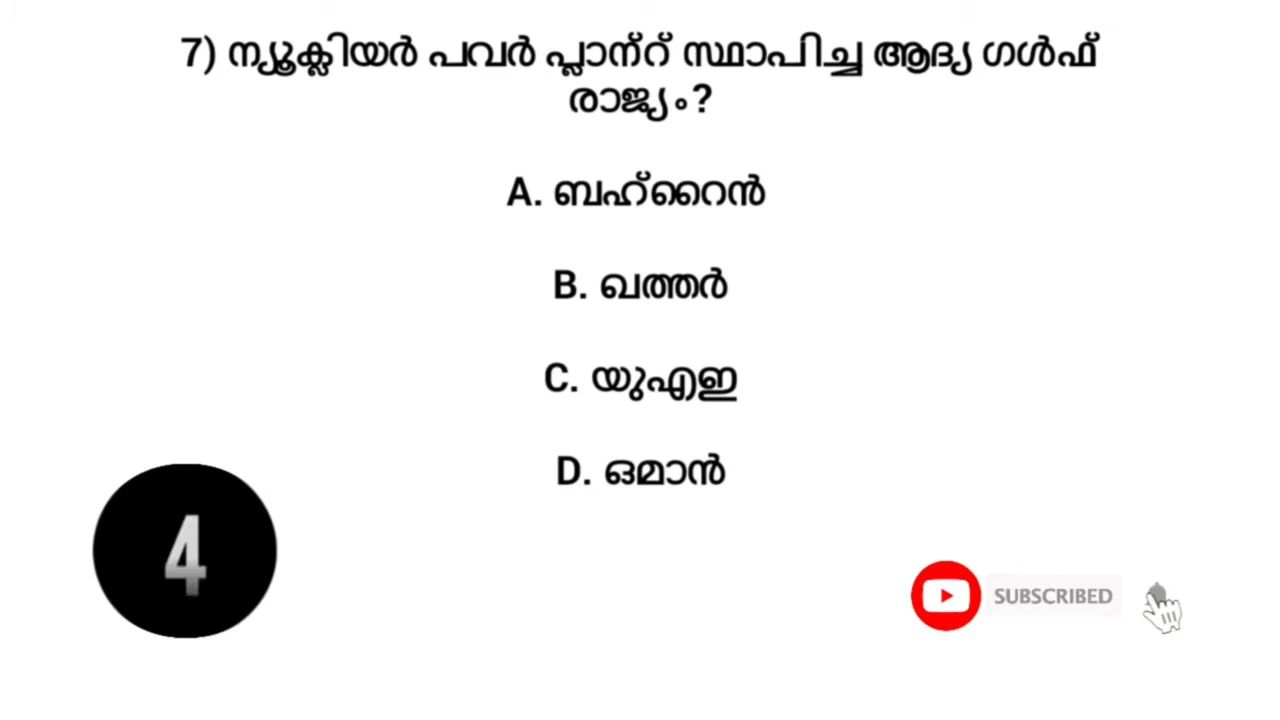 7) ന്യൂക്ലിയർ പവർ പ്ലാന്റ് സ്ഥാപിച്ച ആദ്യ ഗൾഫ്
രാജ്യം?
A. ബഹ്റൈൻ
B. ഖത്തർ
C. യുഎഇ
D. ഒമാൻ
4
SUBSCRIBED